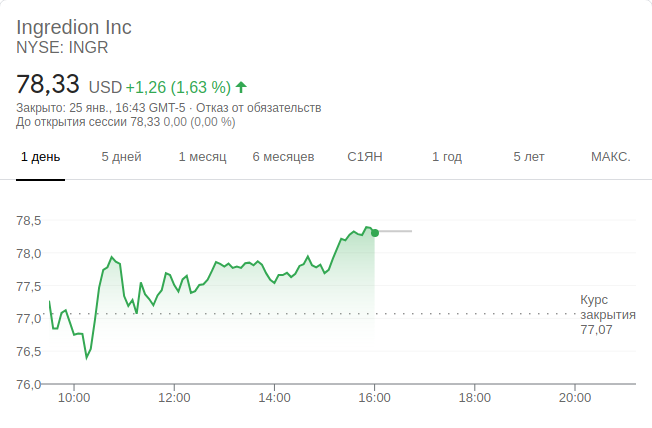 Ingredion Inc
NYSE: INGR
78,33 USD +1,26 (1,63 %)
Закрыто: 25 янв., 16:43 GMT-5 · Отказ от обязательств
До открытия сессии 78,33 0,00 (0,00 %)
1 день 5 дней 1 месяц 6 месяцев С1ЯН 1 год 5 лет МАКС.
78,5
78,0
77,5
77,0
76,5
76,0
Курс
закрытия
77,07
10:00 12:00 14:00 16:00 18:00 20:00